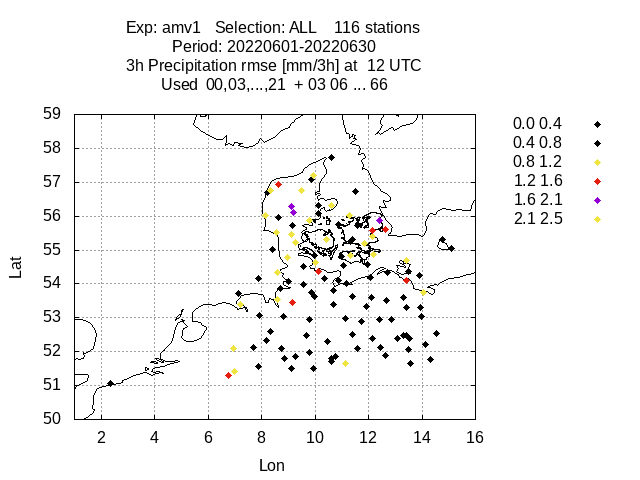 Exp: amv1 Selection: ALL 116 stations
Period: 20220601-20220630
3h Precipitation rmse [mm/3h] at 12 UTC
Used 00,03,...,21 + 03 06 ... 66
59
58
57
56
55
54
53
52
51
50
Lat
2 4 6 8 10 12 14 16
Lon
0.0 0.4
0.4 0.8
0.8 1.2
1.2 1.6
1.6 2.1
2.1 2.5